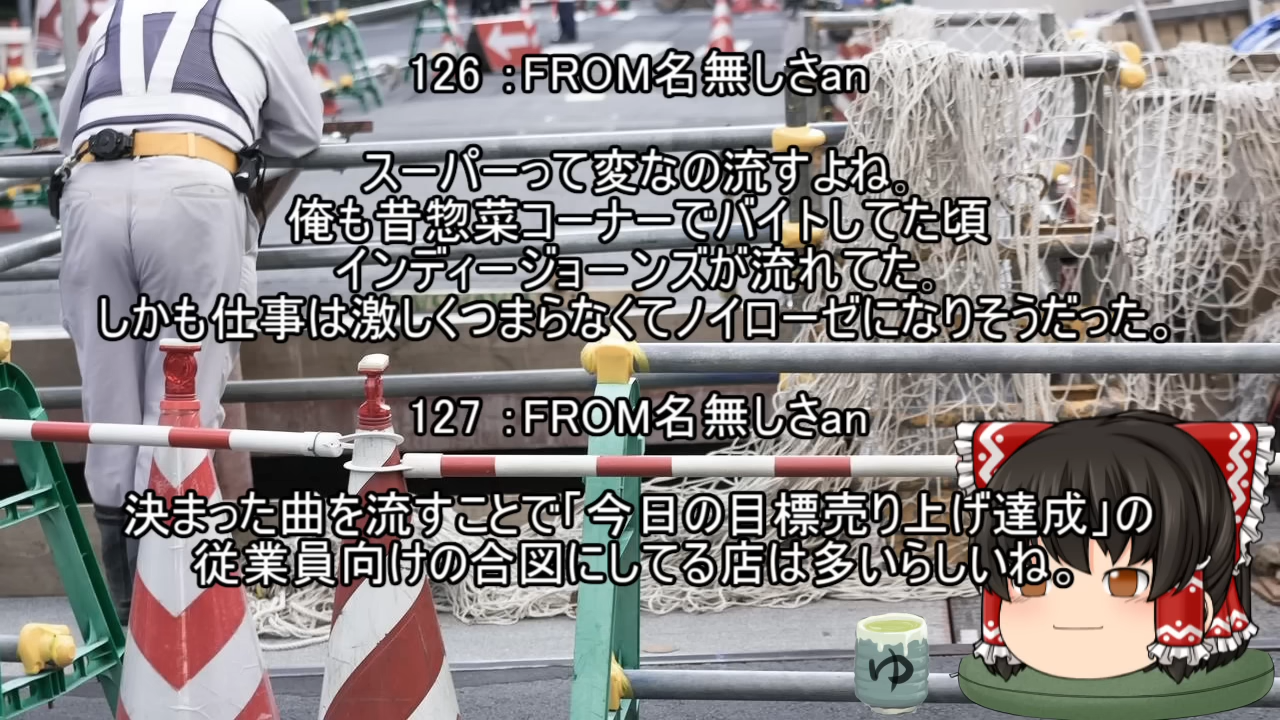 126 :FROM名無しさan
スーパーって変なの流すよね。
俺も昔惣菜コーナーでバイトしてた頃
インディージョーンズが流れてた。
しかも仕事は激しくつまらなくてノイローゼになりそうだった。
127 :FROM名無しさan
決まった曲を流すことで「今日の目標売り上げ達成」の
従業員向けの合図にしてる店は多いらしいね。
ゆ